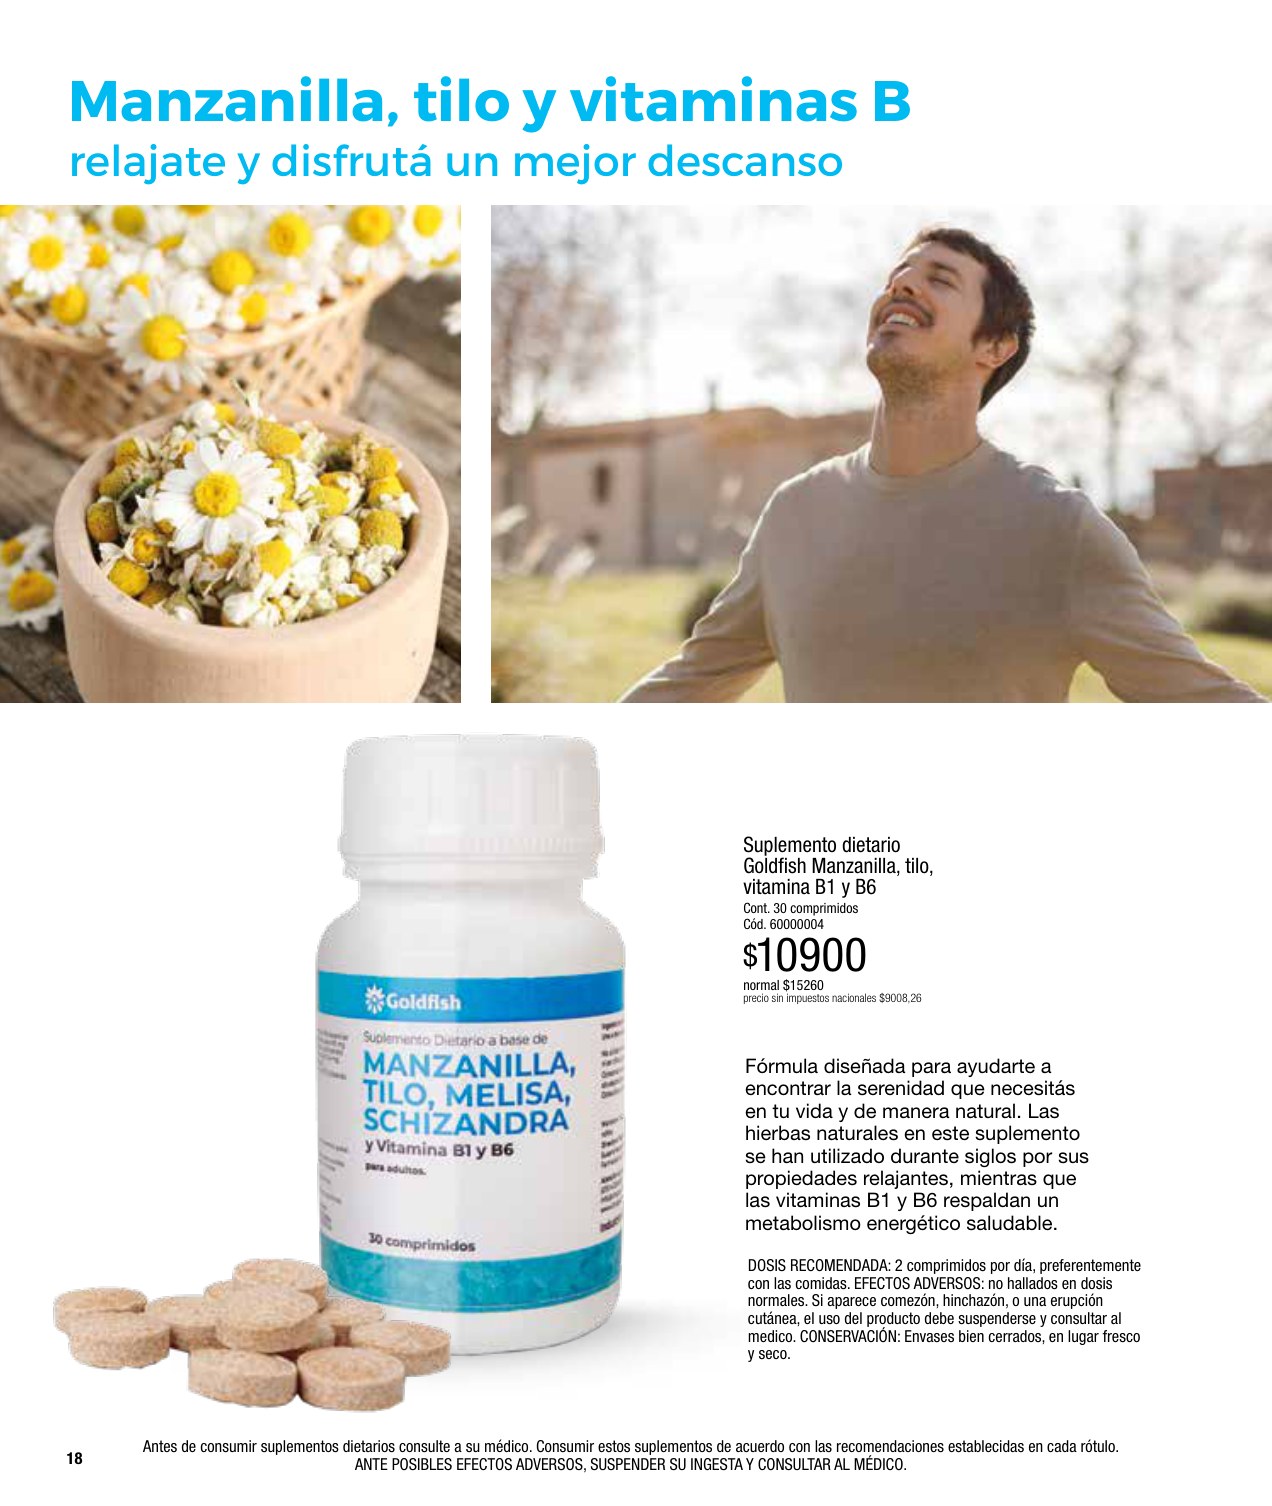 Manzanilla, tilo y vitaminas B
relajate y disfrutá un mejor descanso
Goldfish
Suplemento Dietario a base de
MANZANILLA,
TILO, MELISA,
SCHIZANDRA
y Vitamina B1 y B6
para adultos.
30 comprimidos
Suplemento dietario
Goldfish Manzanilla, tilo,
vitamina B1 y B6
Cont. 30 comprimidos
Cód. 60000004
$10900
normal $15260
precio sin impuestos nacionales $9008,26
Fórmula diseñada para ayudarte a
encontrar la serenidad que necesitás
en tu vida y de manera natural. Las
hierbas naturales en este suplemento
se han utilizado durante siglos por sus
propiedades relajantes, mientras que
las vitaminas B1 y B6 respaldan un
metabolismo energético saludable.
DOSIS RECOMENDADA: 2 comprimidos por día, preferentemente
con las comidas. EFECTOS ADVERSOS: no hallados en dosis
normales. Si aparece comezón, hinchazón, o una erupción
cutánea, el uso del producto debe suspenderse y consultar al
medico. CONSERVACIÓN: Envases bien cerrados, en lugar fresco
y seco.
Antes de consumir suplementos dietarios consulte a su médico. Consumir estos suplementos de acuerdo con las recomendaciones establecidas en cada rótulo.
ANTE POSIBLES EFECTOS ADVERSOS, SUSPENDER SU INGESTA Y CONSULTAR AL MÉDICO.
18